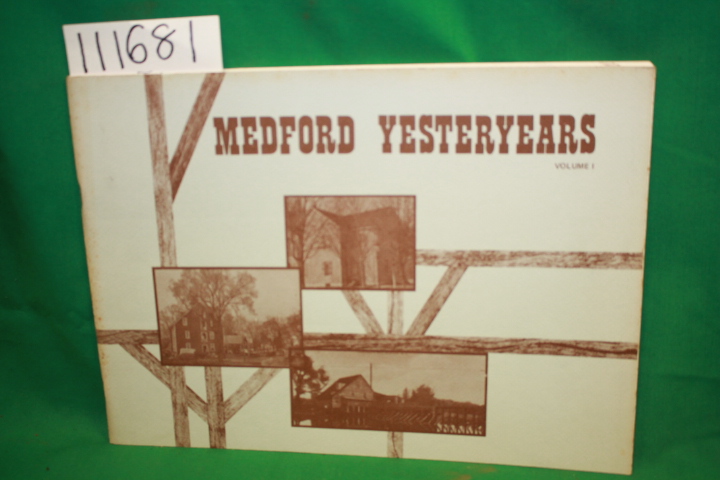 111681
MEDFORD YESTERYEARS
VOLUME I